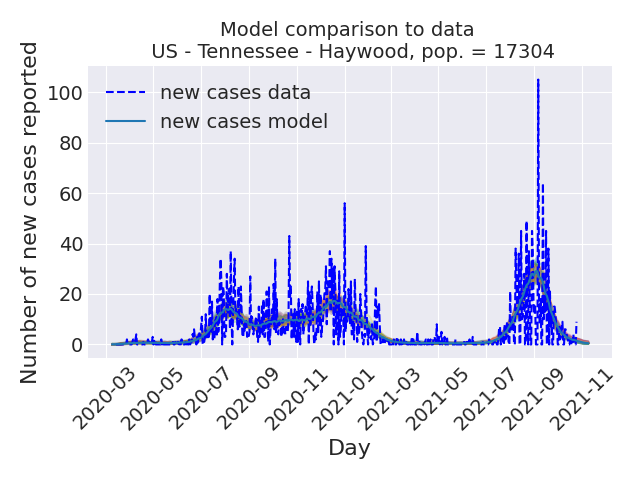 Model comparison to data
US - Tennessee - Haywood, pop. = 17304
Number of new cases reported
100
80
60
40
20
0
new cases data
new cases model
2020-03
2020-05
2020-07
2020-09
2020-11
2021-01
2021-03
2021-05
2021-07
2021-09
2021-11
Day